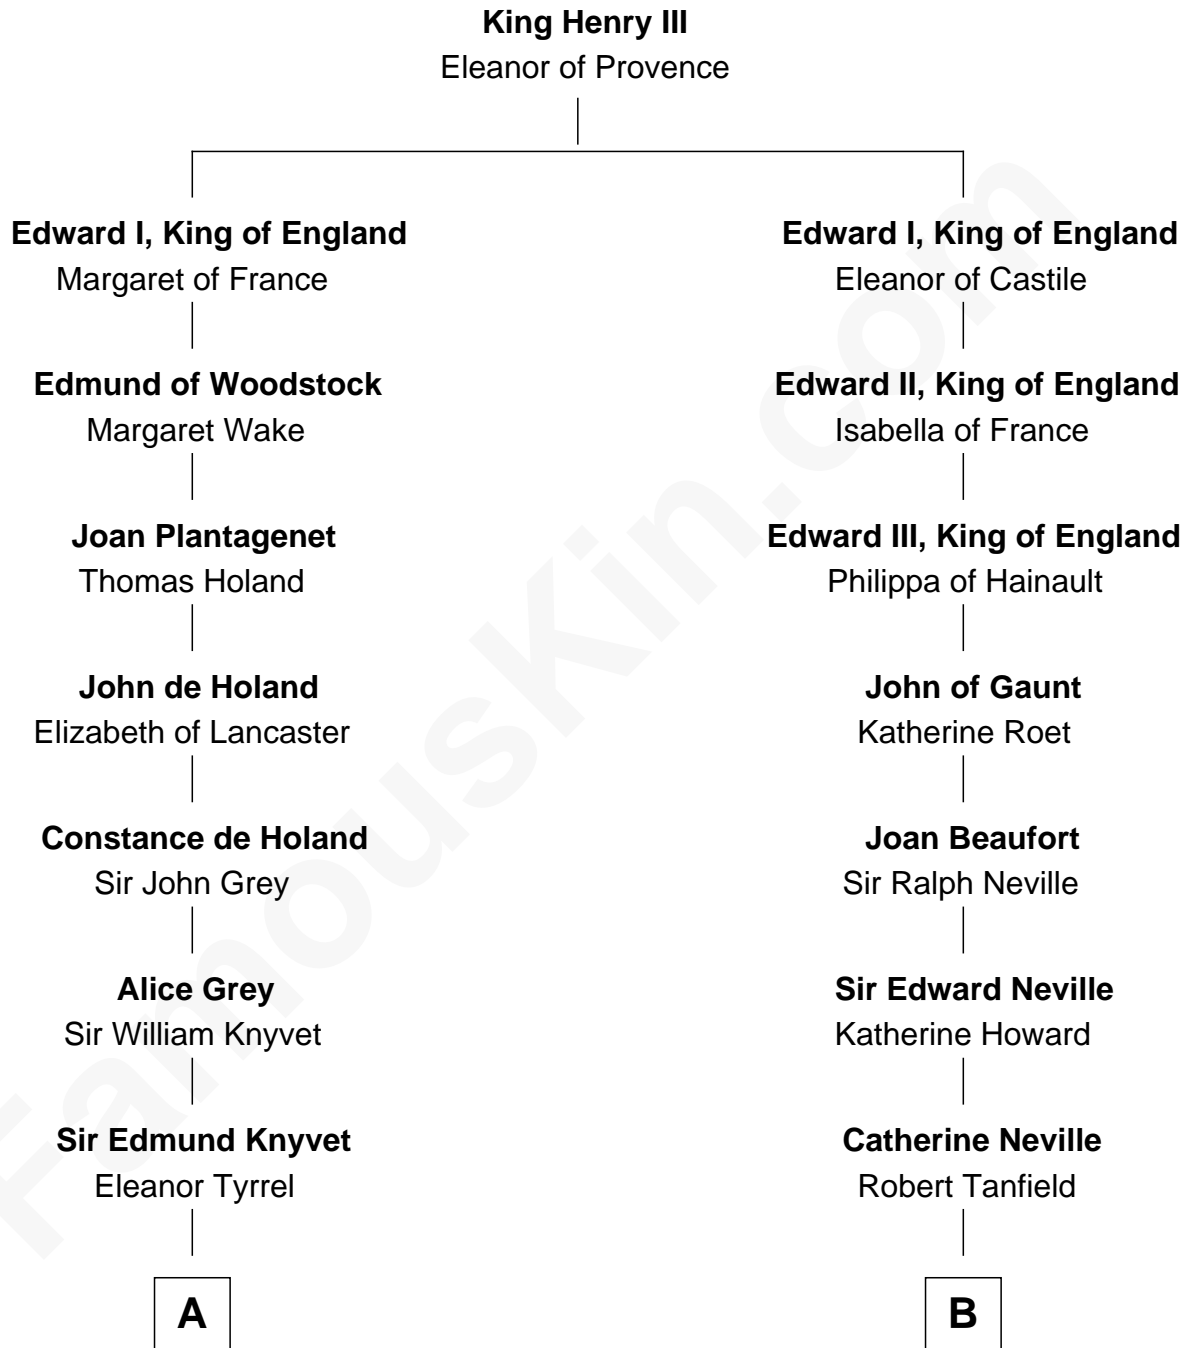 King Henry III
Eleanor of Provence
Edward I, King of England
Margaret of France
Edward I, King of England
Eleanor of Castile
Edmund of Woodstock
Margaret Wake
Edward II, King of England
Isabella of France
Joan Plantagenet
Thomas Holand
Edward III, King of England
Philippa of Hainault
John de Holand
Elizabeth of Lancaster
John of Gaunt
Katherine Roet
Constance de Holand
Sir John Grey
Joan Beaufort
Sir Ralph Neville
Alice Grey
Sir William Knyvet
Sir Edward Neville
Katherine Howard
Sir Edmund Knyvet
Eleanor Tyrrel
Catherine Neville
Robert Tanfield
A
B
FamousKin.com